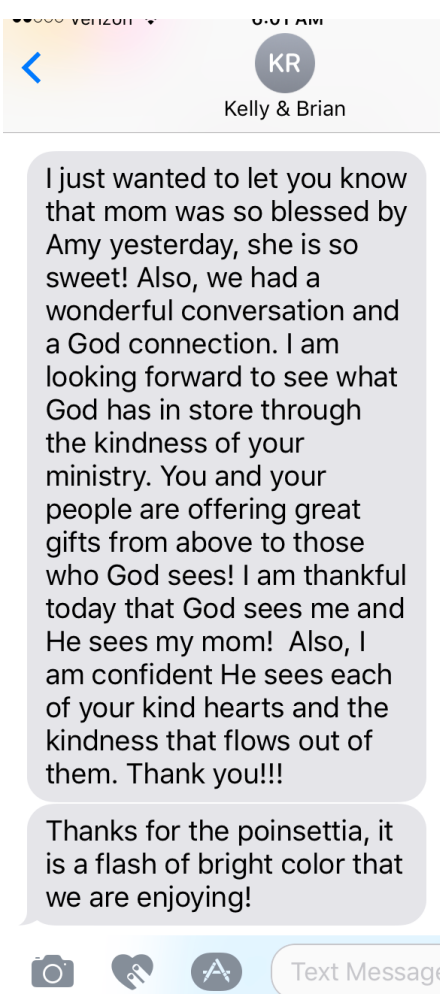 Verizon
8:01 AM
KR
Kelly & Brian
I just wanted to let you know
that mom was so blessed by
Amy yesterday, she is so
sweet! Also, we had a
wonderful conversation and
a God connection. I am
looking forward to see what
God has in store through
the kindness of your
ministry. You and your
people are offering great
gifts from above to those
who God sees! I am thankful
today that God sees me and
He sees my mom!  Also, I
am confident He sees each
of your kind hearts and the
kindness that flows out of
them. Thank you!!!
Thanks for the poinsettia, it
is a flash of bright color that
we are enjoying!
Text Message